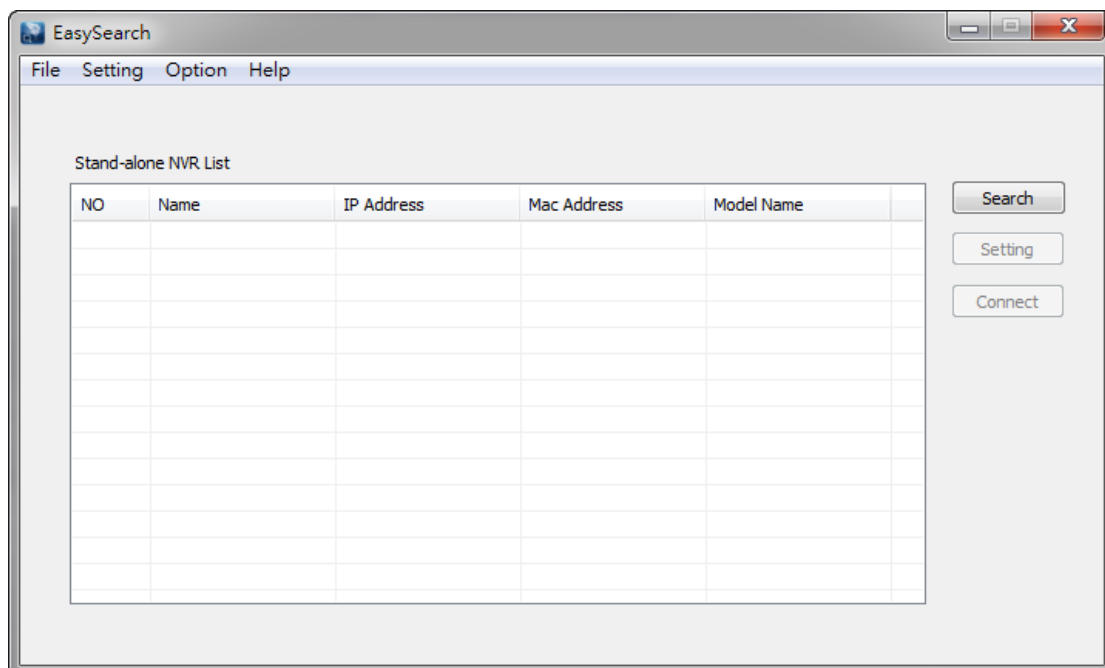 EasySearch
File Setting Option Help
Stand-alone NVR List
NO Name IP Address Mac Address Model Name
Search
Setting
Connect